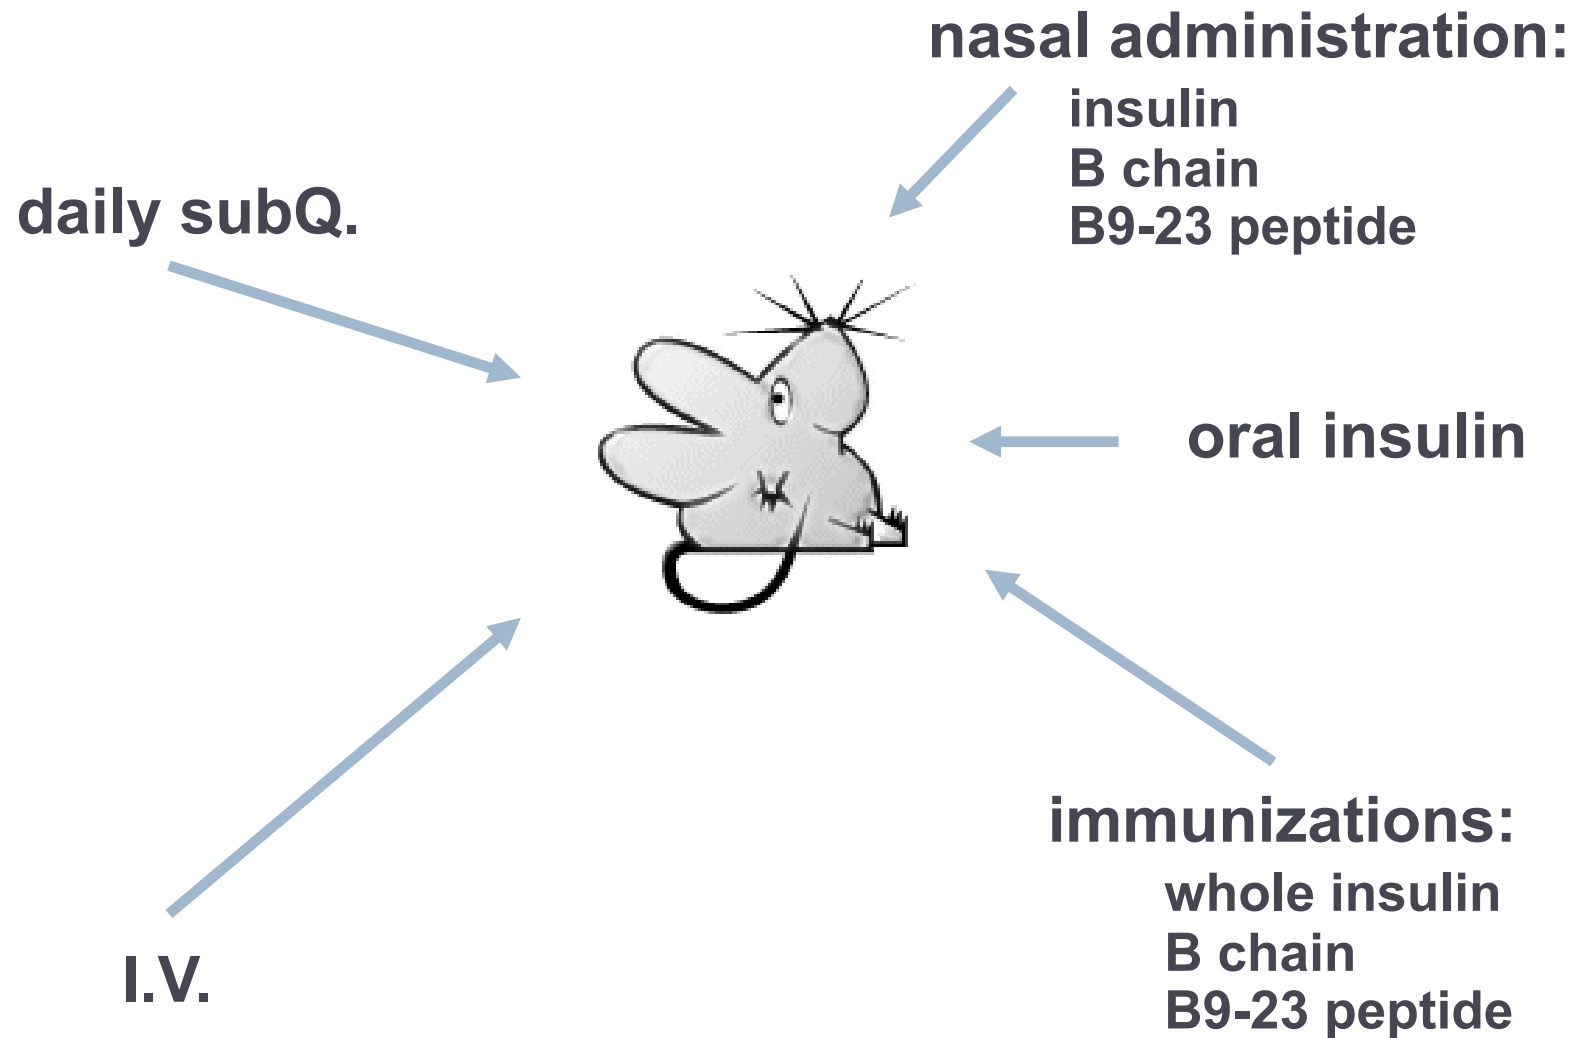 nasal administration:
insulin
B chain
B9-23 peptide
daily subQ.
oral insulin
immunizations:
whole insulin
B chain
B9-23 peptide
I.V.